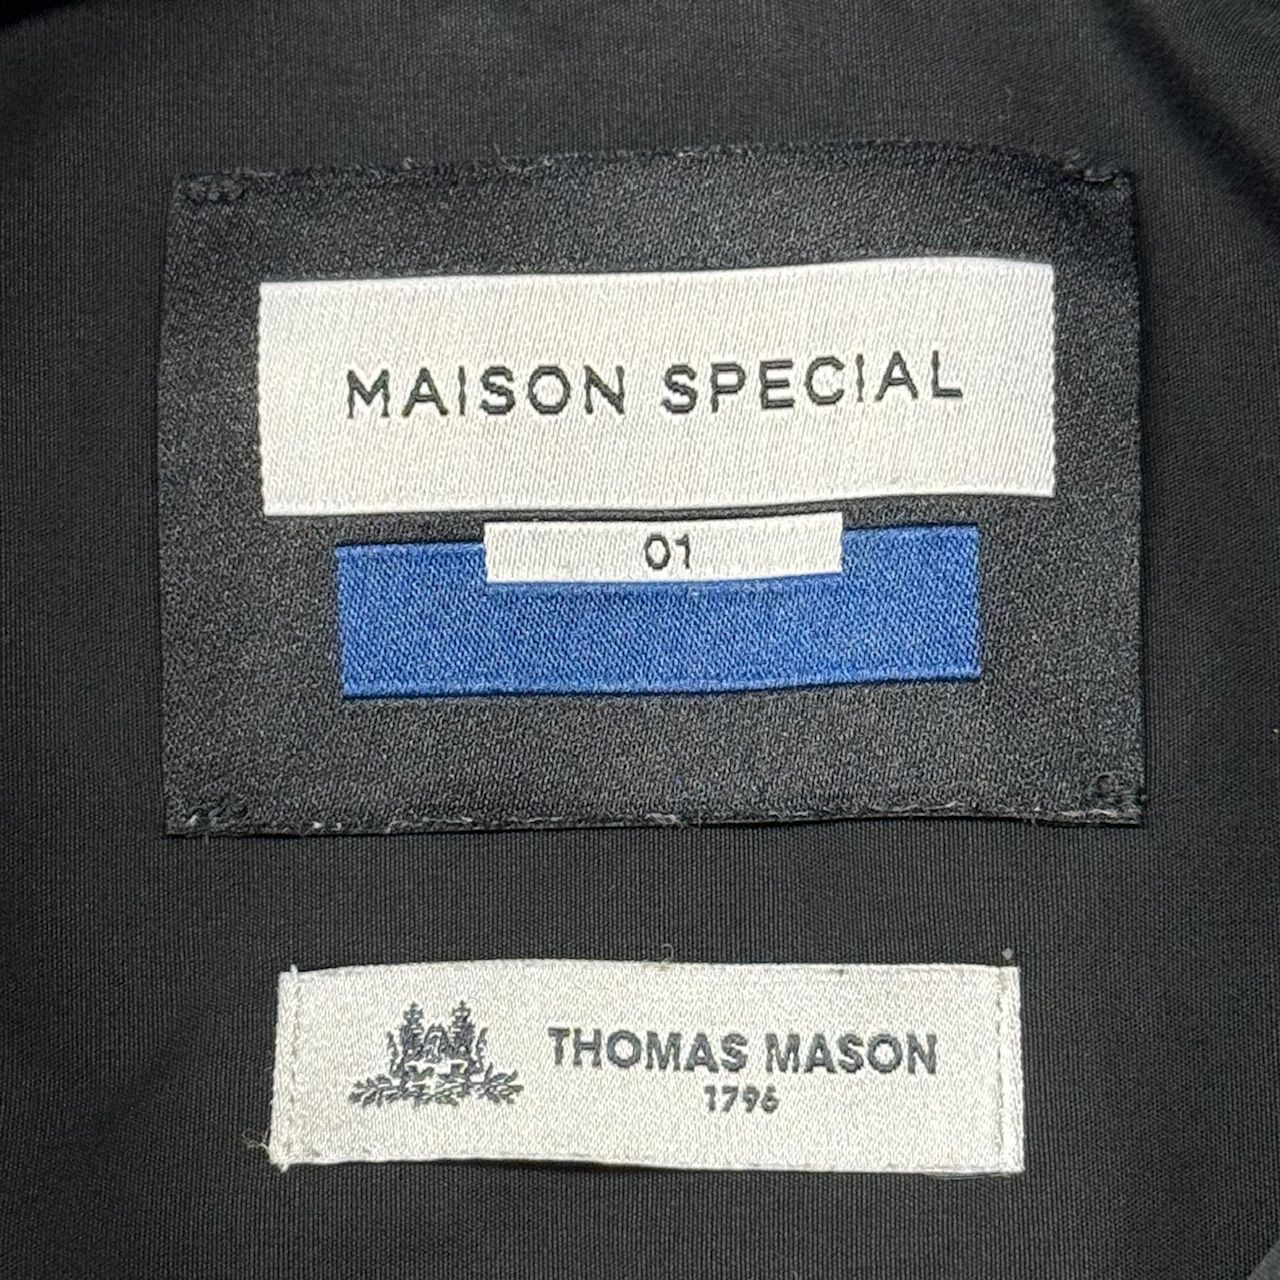 MAISON SPECIAL
01
THOMAS MASON
1796